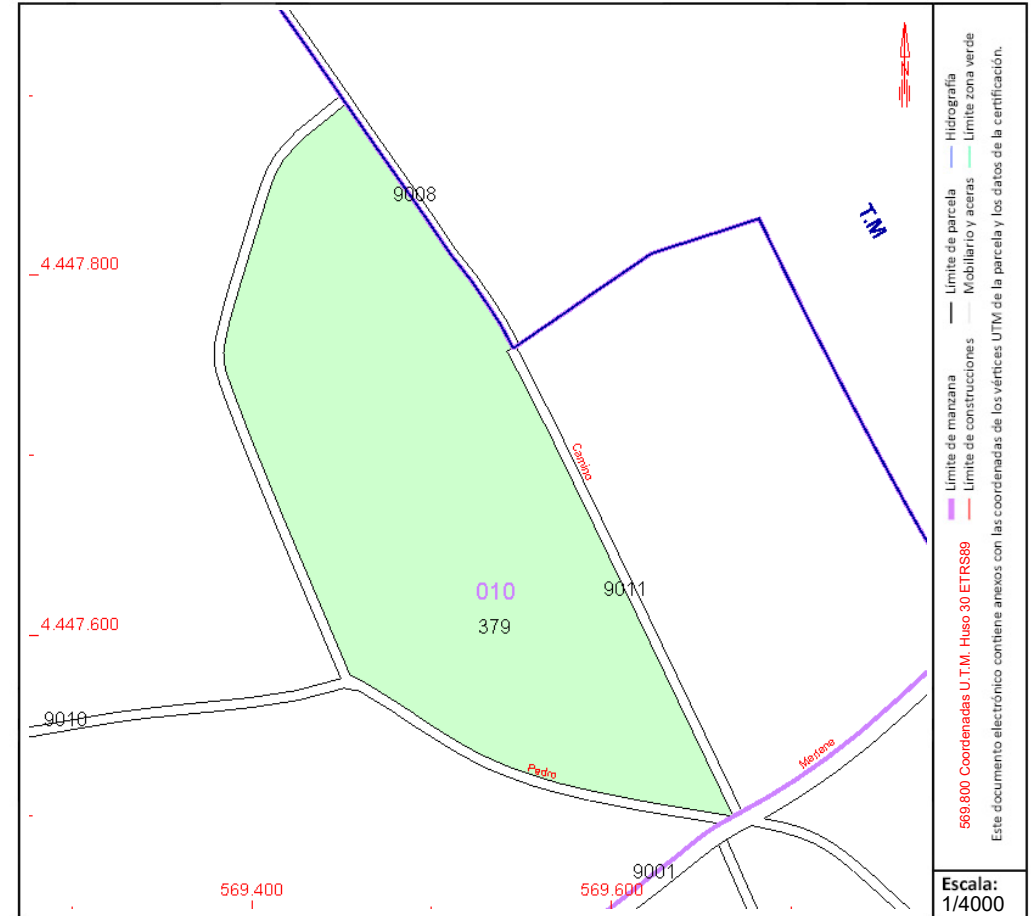 N
9008
T.M
4.447.800
Camino
010
9011
379
4.447.600
9010
Pedro
Mariana
9001
569.400
569.600
Límite de manzana
Límite de parcela
Hidrografía
Límite de construcciones
Mobiliario y aceras
Límite zona verde
569.800 Coordenadas U.T.M. Huso 30 ETRS89
Este documento electrónico contiene anexos con las coordenadas de los vértices UTM de la parcela y los datos de la certificación.
Escala:
1/4000